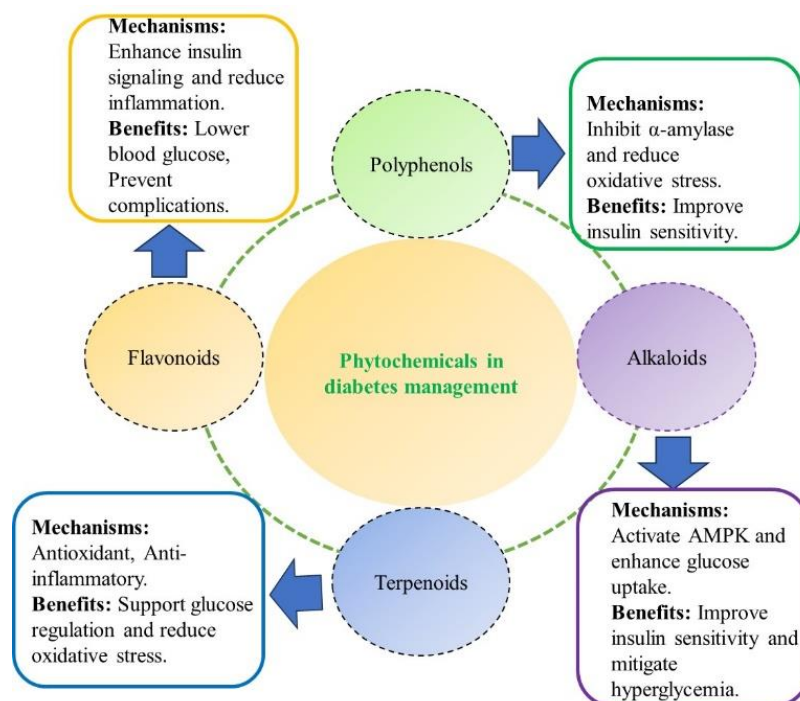 Mechanisms:
Enhance insulin
signaling and reduce
inflammation.
Benefits: Lower
blood glucose,
Prevent
complications.
Polyphenols
Mechanisms:
Inhibit α-amylase
and reduce
oxidative stress.
Benefits: Improve
insulin sensitivity.
Flavonoids
Phytochemicals in
diabetes management
Alkaloids
Mechanisms:
Antioxidant, Anti-
inflammatory.
Benefits: Support glucose
regulation and reduce
oxidative stress.
Terpenoids
Mechanisms:
Activate AMPK and
enhance glucose
uptake.
Benefits: Improve
insulin sensitivity and
mitigate
hyperglycemia.